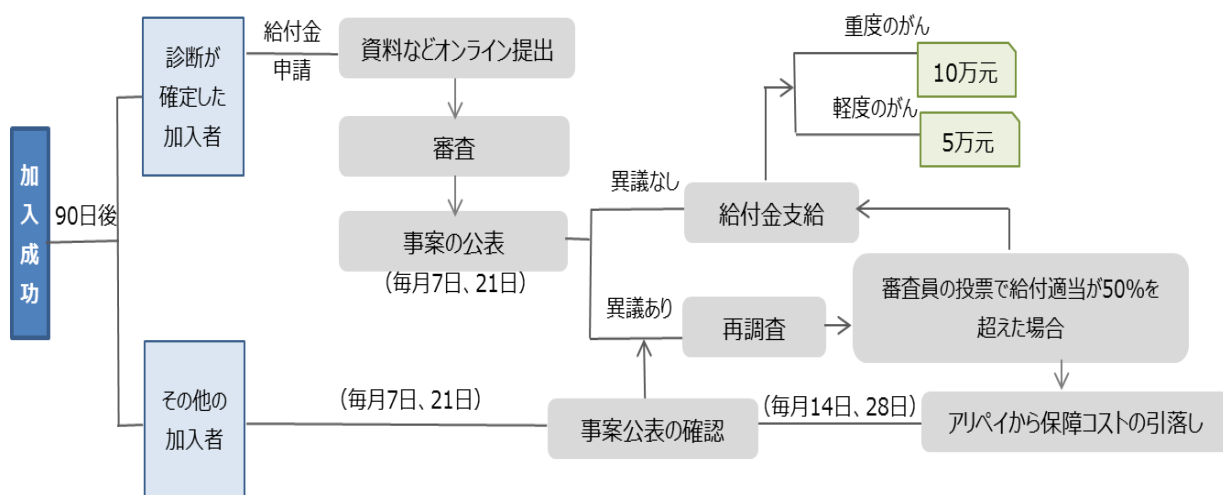 加入成功
90日後
診断が
確定した
加入者
給付金
申請
資料などオンライン提出
審査
事案の公表
（毎月7日、21日）
異議なし
異議あり
給付金支給
重度のがん
10万元
軽度のがん
5万元
再調査
審査員の投票で給付適当が50%を
超えた場合
その他の
加入者
（毎月7日、21日）
事案公表の確認
（毎月14日、28日）
アリペイから保障コストの引落し